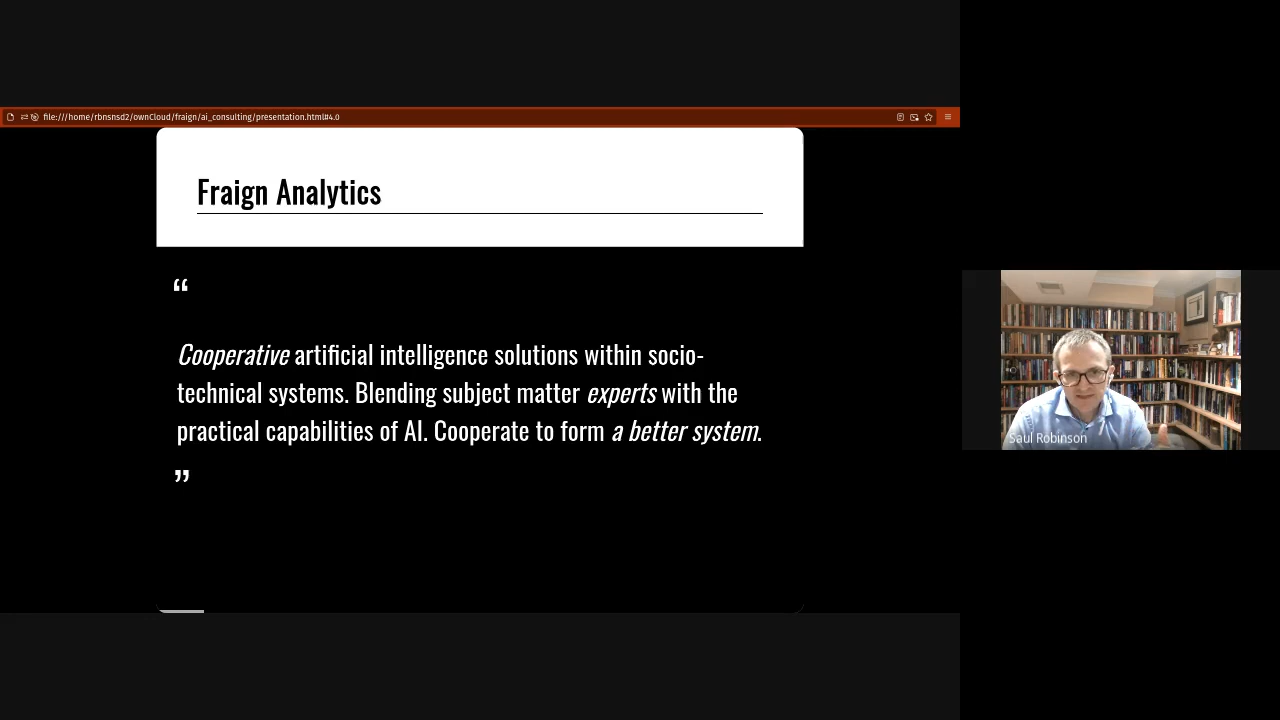 file:///home/rbnsnsd2/ownCloud/fraign/ai_consulting/presentation.html#4.0
Fraign Analytics
“
Cooperative artificial intelligence solutions within socio-
technical systems. Blending subject matter experts with the
practical capabilities of AI. Cooperate to form a better system.
”
Saul Robinson